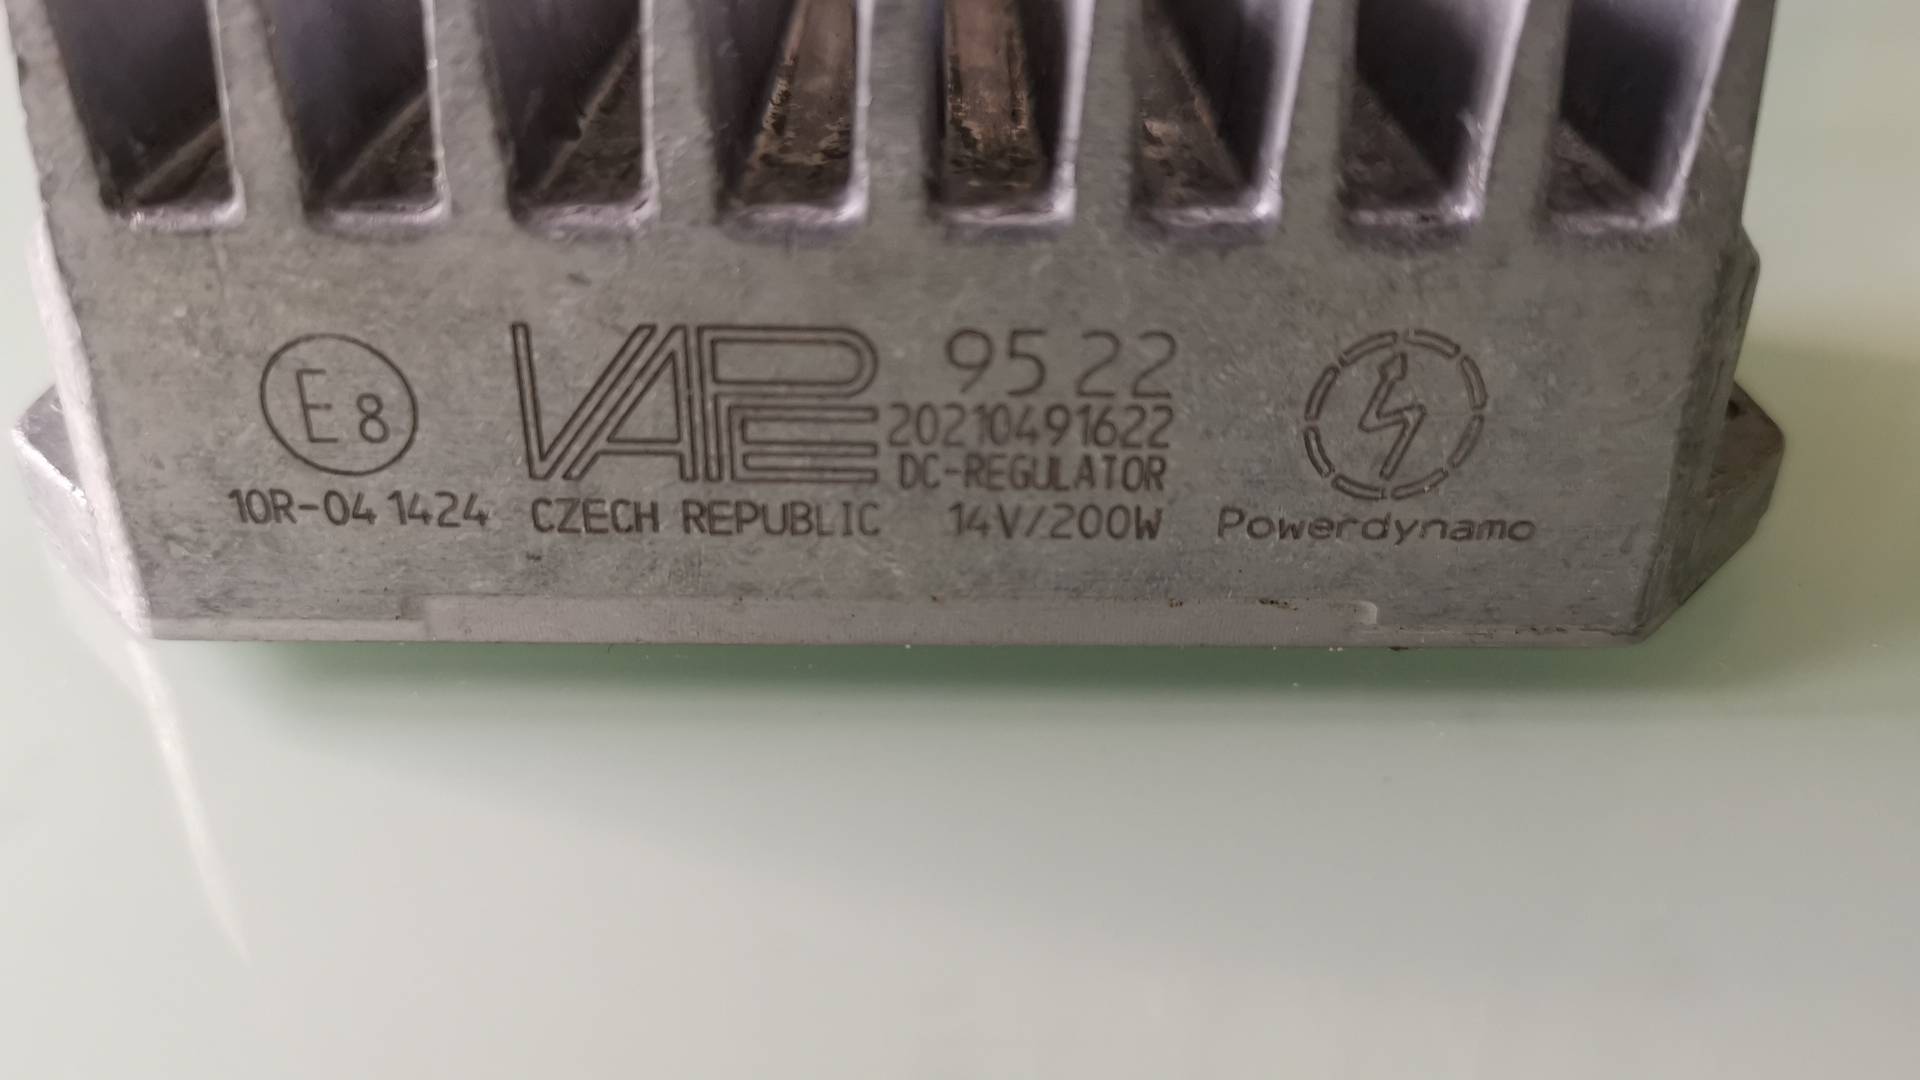 E8
10R-04 1424
VAPE
CZECH REPUBLIC
95 22
20210491622
DC-REGULATOR
14V/200W
Powerdynamo